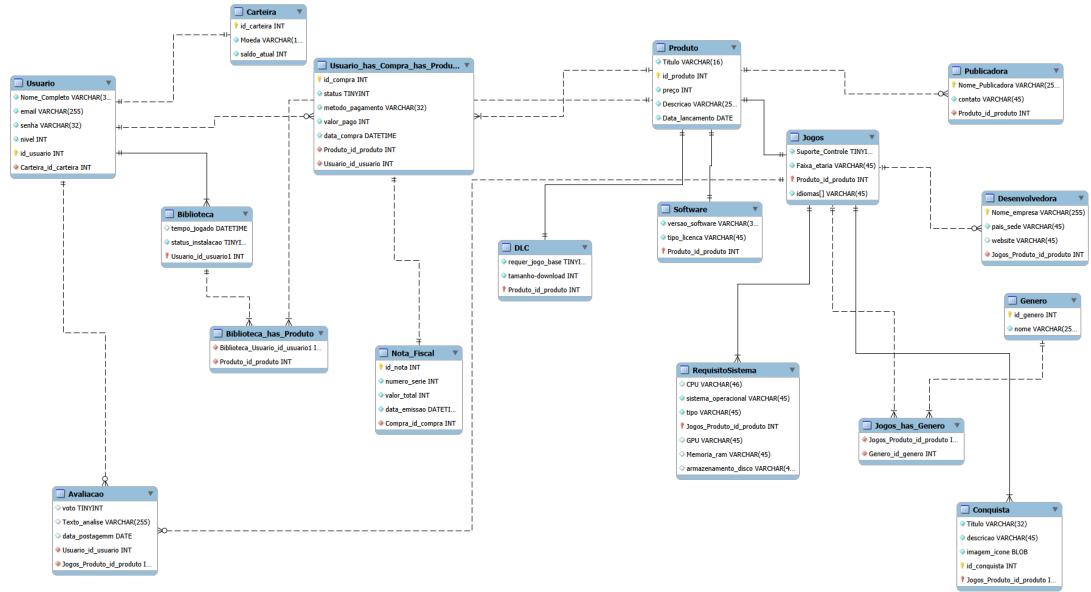 Carteira
id_carteira INT
Moeda VARCHAR(1...
saldo_atual INT
Usuario
Nome_Completo VARCHAR(3...
email VARCHAR(255)
senha VARCHAR(32)
nivel INT
id_usuario INT
Carteira_id_carteira INT
Usuario_has_Compra_has_Produ...
id_compra INT
status TINYINT
metodo_pagamento VARCHAR(32)
valor_pago INT
data_compra DATETIME
Produto_id_produto INT
Usuario_id_usuario INT
Produto
Titulo VARCHAR(16)
id_produto INT
preço INT
Descricao VARCHAR(25...
Data_lancamento DATE
Publicadora
Nome_Publicadora VARCHAR(25...
contato VARCHAR(45)
Produto_id_produto INT
Jogos
Suporte_Controle TINYI...
Faixa_etaria VARCHAR(45)
Produto_id_produto INT
idiomas[] VARCHAR(45)
Desenvolvedora
Nome_empresa VARCHAR(255)
pais_sede VARCHAR(45)
website VARCHAR(45)
Jogos_Produto_id_produto INT
Biblioteca
tempo_jogado DATETIME
status_instalacao TINYI...
Usuario_id_usuario1 INT
Software
versao_software VARCHAR(3...
tipo_licenca VARCHAR(45)
Produto_id_produto INT
DLC
requer_jogo_base TINYI...
tamanho-download INT
Produto_id_produto INT
Genero
id_genero INT
nome VARCHAR(25...
Biblioteca_has_Produto
Biblioteca_Usuario_id_usuario1 I...
Produto_id_produto INT
Nota_Fiscal
id_nota INT
numero_serie INT
valor_total INT
data_emissao DATETI...
Compra_id_compra INT
RequisitoSistema
CPU VARCHAR(46)
sistema_operacional VARCHAR(45)
tipo VARCHAR(45)
Jogos_Produto_id_produto INT
GPU VARCHAR(45)
Memoria_ram VARCHAR(45)
armazenamento_disco VARCHAR(4...
Jogos_has_Genero
Jogos_Produto_id_produto I...
Genero_id_genero INT
Avaliacao
voto TINYINT
Texto_analise VARCHAR(255)
data_postagemm DATE
Usuario_id_usuario INT
Jogos_Produto_id_produto I...
Conquista
Titulo VARCHAR(32)
descricao VARCHAR(45)
imagem_icone BLOB
id_conquista INT
Jogos_Produto_id_produto I...